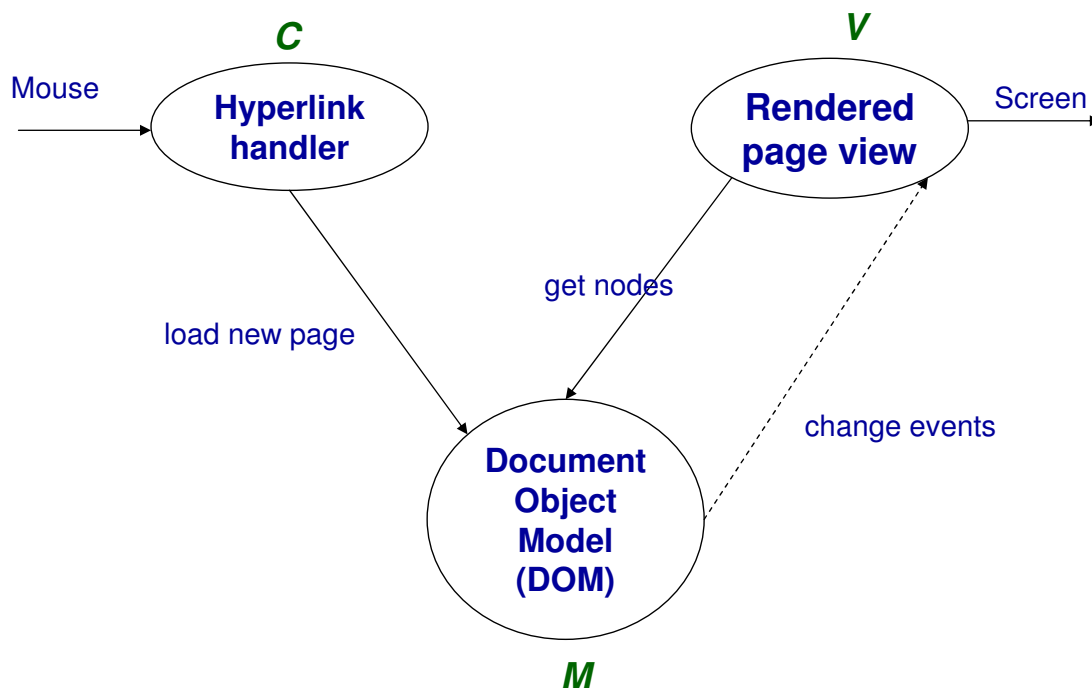 C
V
Mouse
Hyperlink
handler
Rendered
page view
Screen
get nodes
load new page
change events
Document
Object
Model
(DOM)
M